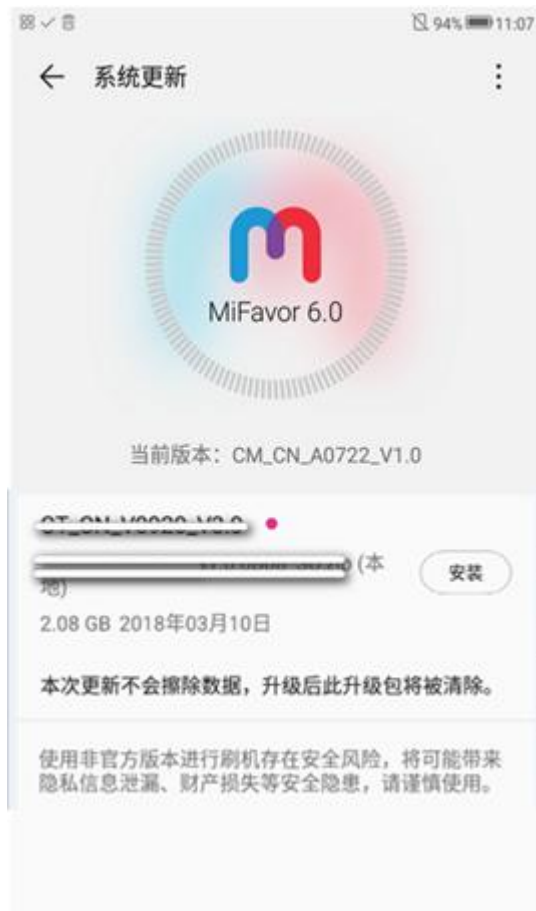 94% 11:07
系统更新
MiFavor 6.0
当前版本：CM_CN_A0722_V1.0
(本
地)
安装
2.08 GB 2018年03月10日
本次更新不会擦除数据，升级后此升级包将被清除。
使用非官方版本进行刷机存在安全风险，将可能带来
隐私信息泄漏、财产损失等安全隐患，请谨慎使用。